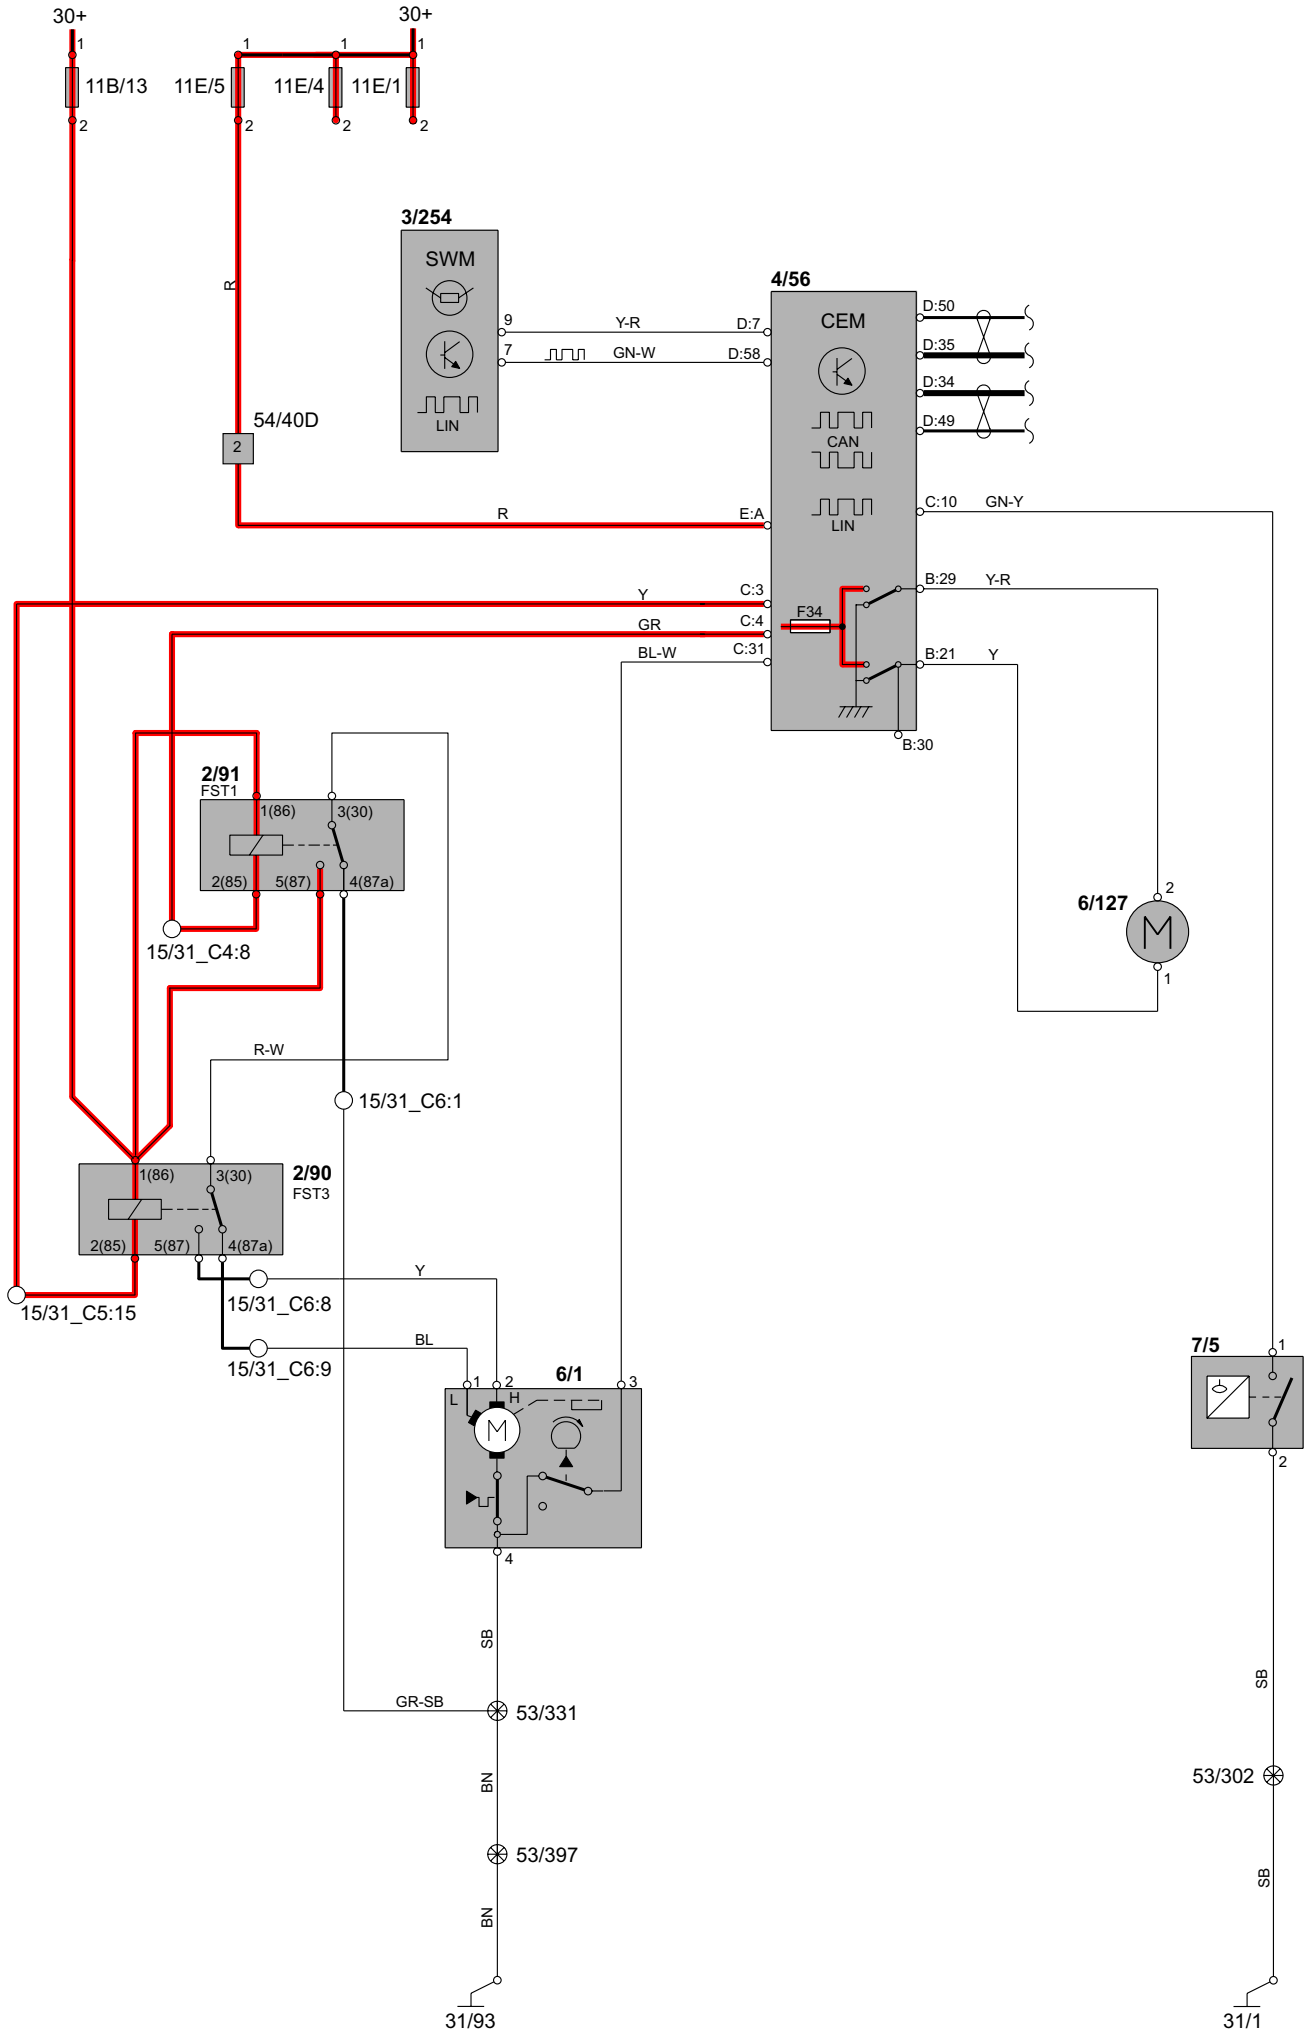 30+
30+
1
1
1
1
11B/13
11E/5
11E/4
11E/1
2
2
2
2
R
3/254
SWM
LIN
9
Y-R
D:7
7
GN-W
D:58
4/56
CEM
CAN
LIN
D:50
D:35
D:34
D:49
54/40D
2
R
E:A
C:10
GN-Y
Y
C:3
GR
C:4
BL-W
C:31
F34
B:29
Y-R
B:21
Y
B:30
2/91
FST1
1(86)
3(30)
2(85)
5(87)
4(87a)
15/31_C4:8
2
6/127
M
1
R-W
15/31_C6:1
1(86)
3(30)
2/90
FST3
2(85)
5(87)
4(87a)
Y
15/31_C5:15
15/31_C6:8
BL
15/31_C6:9
6/1
1
2
3
L
H
M
4
7/5
1
2
SB
GR-SB
53/331
SB
BN
53/302
53/397
SB
BN
31/93
31/1